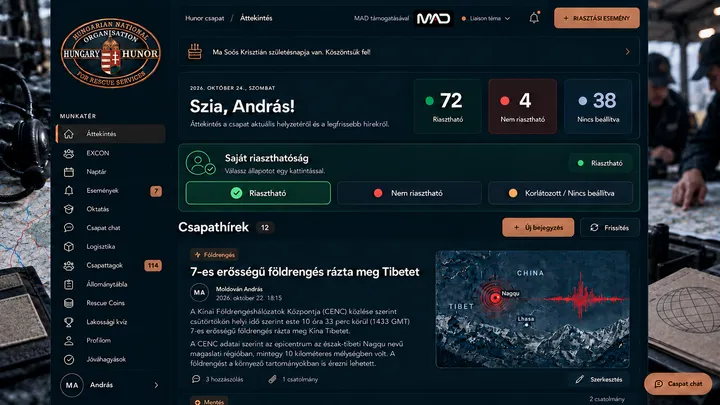 HUNGARIAN NATIONAL
ORGANISATION
HUNGARY HUNOR
FOR RESCUE SERVICES
MUNKATÉR
Áttekintés
EXCON
Naptár
Események 7
Oktatás
Csapat chat
Logisztika
Csapattagok 114
Állománytábla
Rescue Coins
Lakossági kvíz
Profilom
Jóváhagyások
MA András
Hunor csapat / Áttekintés
MAD támogatásával MAD Liaison téma
+ RIASZTÁSI ESEMÉNY
Ma Soós Krisztián születésnapja van. Köszöntsük fel!
2026. OKTÓBER 24., SZOMBAT
Szia, András!
Áttekintés a csapat aktuális helyzetéről és a legfrissebb hírekről.
72
Riasztható
4
Nem riasztható
38
Nincs beállítva
Saját riaszthatóság
Válassz állapotot egy kattintással.
Riasztható
Riasztható
Nem riasztható
Korlátozott / Nincs beállítva
Csapathírek 12
+ Új bejegyzés
Frissítés
Földrengés
7-es erősségű földrengés rázta meg Tibetet
MA
Moldován András
2026. október 22. 18:15
A Kínai Földrengéshálózatok Központja (CENC) közlése szerint
csütörtökön helyi idő szerint este 10 óra 33 perc körül (1433 GMT)
7-es erősségű földrengés rázta meg Kína Tibetet.
A CENC adatai szerint az epicentrum az észak-tibeti Nagqu nevű
magaslati régióban, mintegy 10 kilométeres mélységben volt. A
földrengést a környező tartományokban is érezni lehetett.
CHINA
TIBET
Nagqu
Lhasa
3 hozzászólás
1 csatolmány
Szerkesztés
Mentés
2 csatolmány
Csapat chat